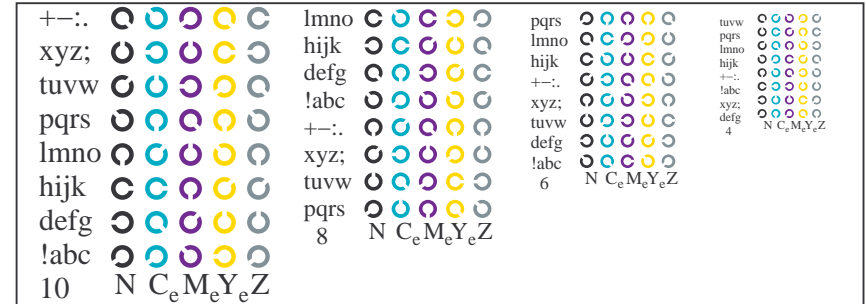 +−:.
xyz;
tuvw
pqrs
lmno
hijk
defg
!abc
10 N CeMeYeZ
lmno
hijk
defg
!abc
+−:.
xyz;
tuvw
pqrs
8 N CeMeYeZ
pqrs
lmno
hijk
+−:.
xyz;
tuvw
defg
!abc
6 N CeMeYeZ
tuvw
pqrs
lmno
hijk
+−:.
!abc
xyz;
defg
4 N CeMeYeZ